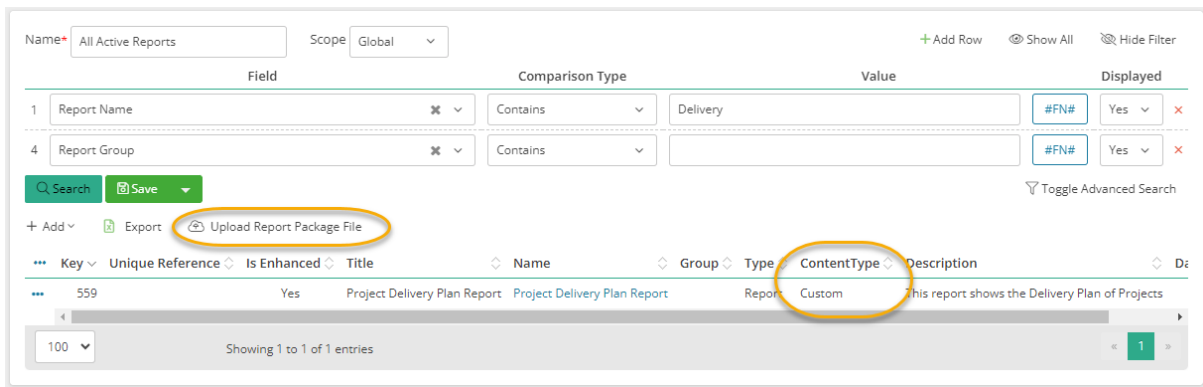 Name* All Active Reports Scope Global + Add Row Show All Hide Filter
Field Comparison Type Value Displayed
1 Report Name Contains Delivery #FN# Yes
4 Report Group Contains #FN# Yes
Search Save Toggle Advanced Search
+ Add Export Upload Report Package File
Key Unique Reference Is Enhanced Title Name Group Type ContentType Description Da
559 Yes Project Delivery Plan Report Project Delivery Plan Report Report Custom This report shows the Delivery Plan of Projects
100 Showing 1 to 1 of 1 entries « 1 »